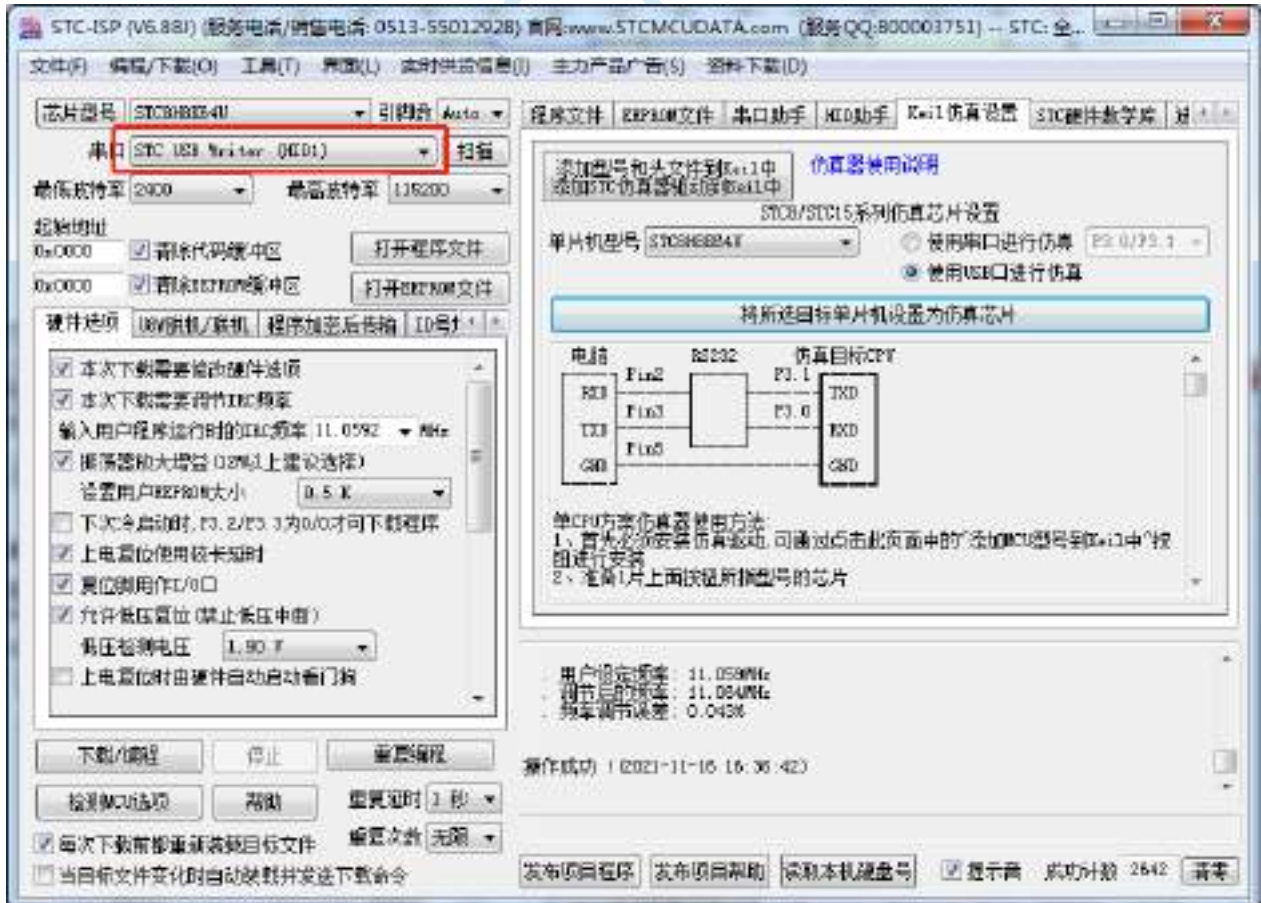 STC-ISP (V6.88J) (服务电话/销售电话: 0513-55012928) 官网:www.STCMCUDATA.com (服务QQ:800003751) -- STC: 全...
文件(F) 编程/下载(O) 工具(T) 界面(L) 实时供货信息(I) 主力产品广告(S) 资料下载(D)
芯片型号 STC8H8K64U 引脚数 Auto
串口 STC USB Writer (HID1) 扫描
最低波特率 2400 最高波特率 115200
起始地址
0x0000 清除代码缓冲区 打开程序文件
0x0000 清除EEPROM缓冲区 打开EEPROM文件
硬件选项 U8W脱机/联机 程序加密后传输 ID号
本次下载需要修改硬件选项
本次下载需要调节IRC频率
输入用户程序运行时的IRC频率 11.0592 MHz
振荡器放大增益(12M以上建议选择)
设置用户EEPROM大小 0.5 K
下次冷启动时,P3.2/P3.3为0/0才可下载程序
上电复位使用较长延时
复位脚用作I/O口
允许低压复位(禁止低压中断)
低压检测电压 1.90 V
上电复位时由硬件自动启动看门狗
下载/编程 停止 重复编程
检测MCU选项 帮助 重复延时 3 秒
每次下载前都重新装载目标文件 重复次数 无限
当目标文件变化时自动装载并发送下载命令
程序文件 EEPROM文件 串口助手 HID助手 Keil仿真设置 STC硬件数学库
添加型号和头文件到Keil中
添加STC仿真器驱动到Keil中
仿真器使用说明
STC8/STC15系列仿真芯片设置
单片机型号 STC8H8K64U 使用串口进行仿真 P3.0/P3.1
使用USB口进行仿真
将所选目标单片机设置为仿真芯片
电脑 RS232 仿真目标CPU
Pin2 P3.1
RXD TXD
Pin3 P3.0
TXD RXD
Pin5
GND GND
单CPU方案仿真器使用方法
1、首先必须安装仿真驱动,可通过点击此页面中的"添加MCU型号到Keil中"按
钮进行安装
2、准备1片上面按钮所指型号的芯片
. 用户设定频率: 11.059MHz
. 调节后的频率: 11.064MHz
. 频率调节误差: 0.043%
操作成功 !(2021-11-16 16:36:42)
发布项目程序 发布项目帮助 读取本机硬盘号 提示音 成功计数 2642 清零